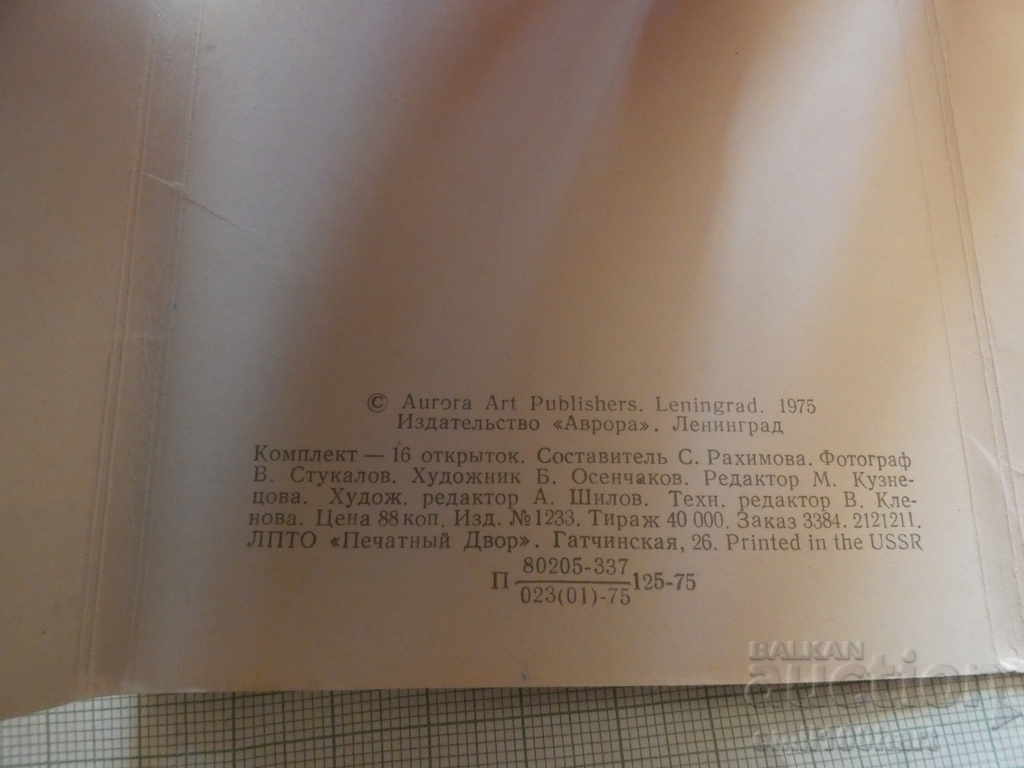 © Aurora Art Publishers. Leningrad. 1975
Издательство «Аврора». Ленинград
Комплект — 16 открыток. Составитель С. Рахимова. Фотограф
В. Стукалов. Художник Б. Осенчаков. Редактор М. Кузне-
цова. Худож. редактор А. Шилов. Техн. редактор В. Кле-
нова. Цена 88 коп. Изд. №1233. Тираж 40 000. Заказ 3384. 2121211.
ЛПТО «Печатный Двор». Гатчинская, 26. Printed in the USSR
П 80205-337 125-75
023(01)-75
BALKAN
auction